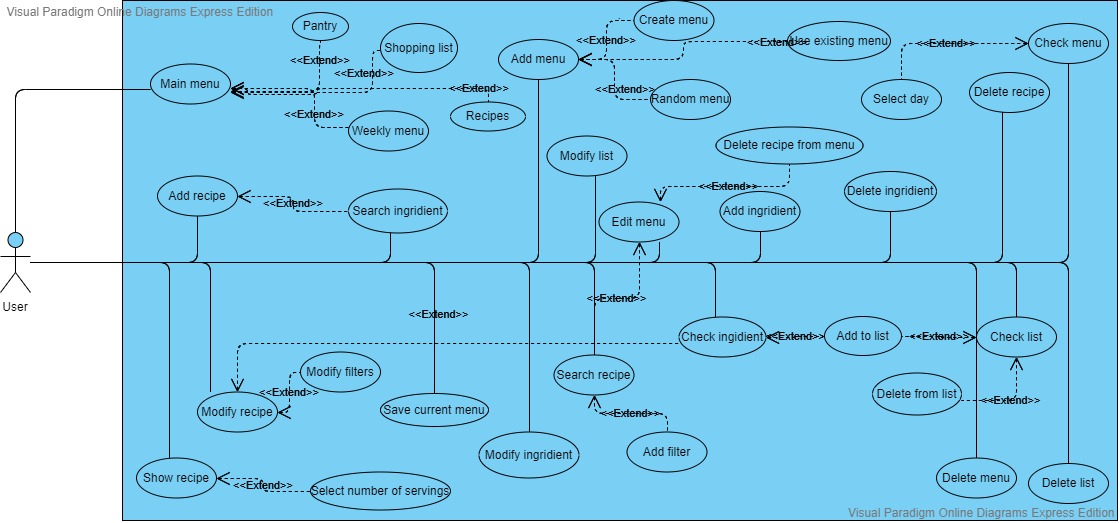 Visual Paradigm Online Diagrams Express Edition
Pantry
Create menu
<<Extend>>
<<Extend>>
Use existing menu
<<Extend>>
Check menu
Shopping list
Add menu
<<Extend>>
<<Extend>>
Main menu
<<Extend>>
<<Extend>>
Random menu
Select day
Delete recipe
Recipes
<<Extend>>
Weekly menu
Delete recipe from menu
Modify list
<<Extend>>
Delete ingridient
Add recipe
<<Extend>>
Search ingridient
Edit menu
Add ingridient
User
<<Extend>>
<<Extend>>
Check ingidient
<<Extend>>
Add to list
<<Extend>>
Check list
Modify filters
Search recipe
<<Extend>>
Delete from list
<<Extend>>
Modify recipe
Save current menu
<<Extend>>
Modify ingridient
Add filter
Show recipe
<<Extend>>
Select number of servings
Delete menu
Delete list
Visual Paradigm Online Diagrams Express Edition